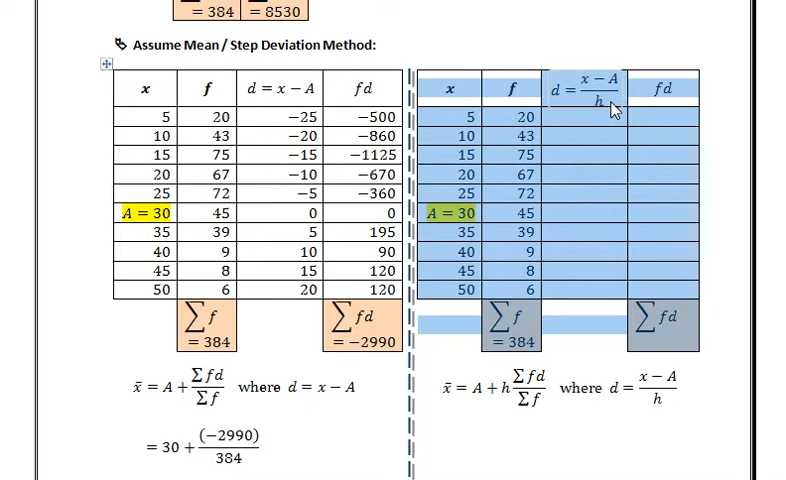 = 384 = 8530
Assume Mean / Step Deviation Method:
x f d = x − A fd
5 20 −25 −500
10 43 −20 −860
15 75 −15 −1125
20 67 −10 −670
25 72 −5 −360
A = 30 45 0 0
35 39 5 195
40 9 10 90
45 8 15 120
50 6 20 120
∑ f ∑ fd
= 384 = −2990
x̄ = A + Σ fd / Σ f where d = x − A
= 30 + (−2990) / 384
x f d = x − A / h fd
5 20
10 43
15 75
20 67
25 72
A = 30 45
35 39
40 9
45 8
50 6
∑ f ∑ fd
= 384
x̄ = A + h Σ fd / Σ f where d = x − A / h